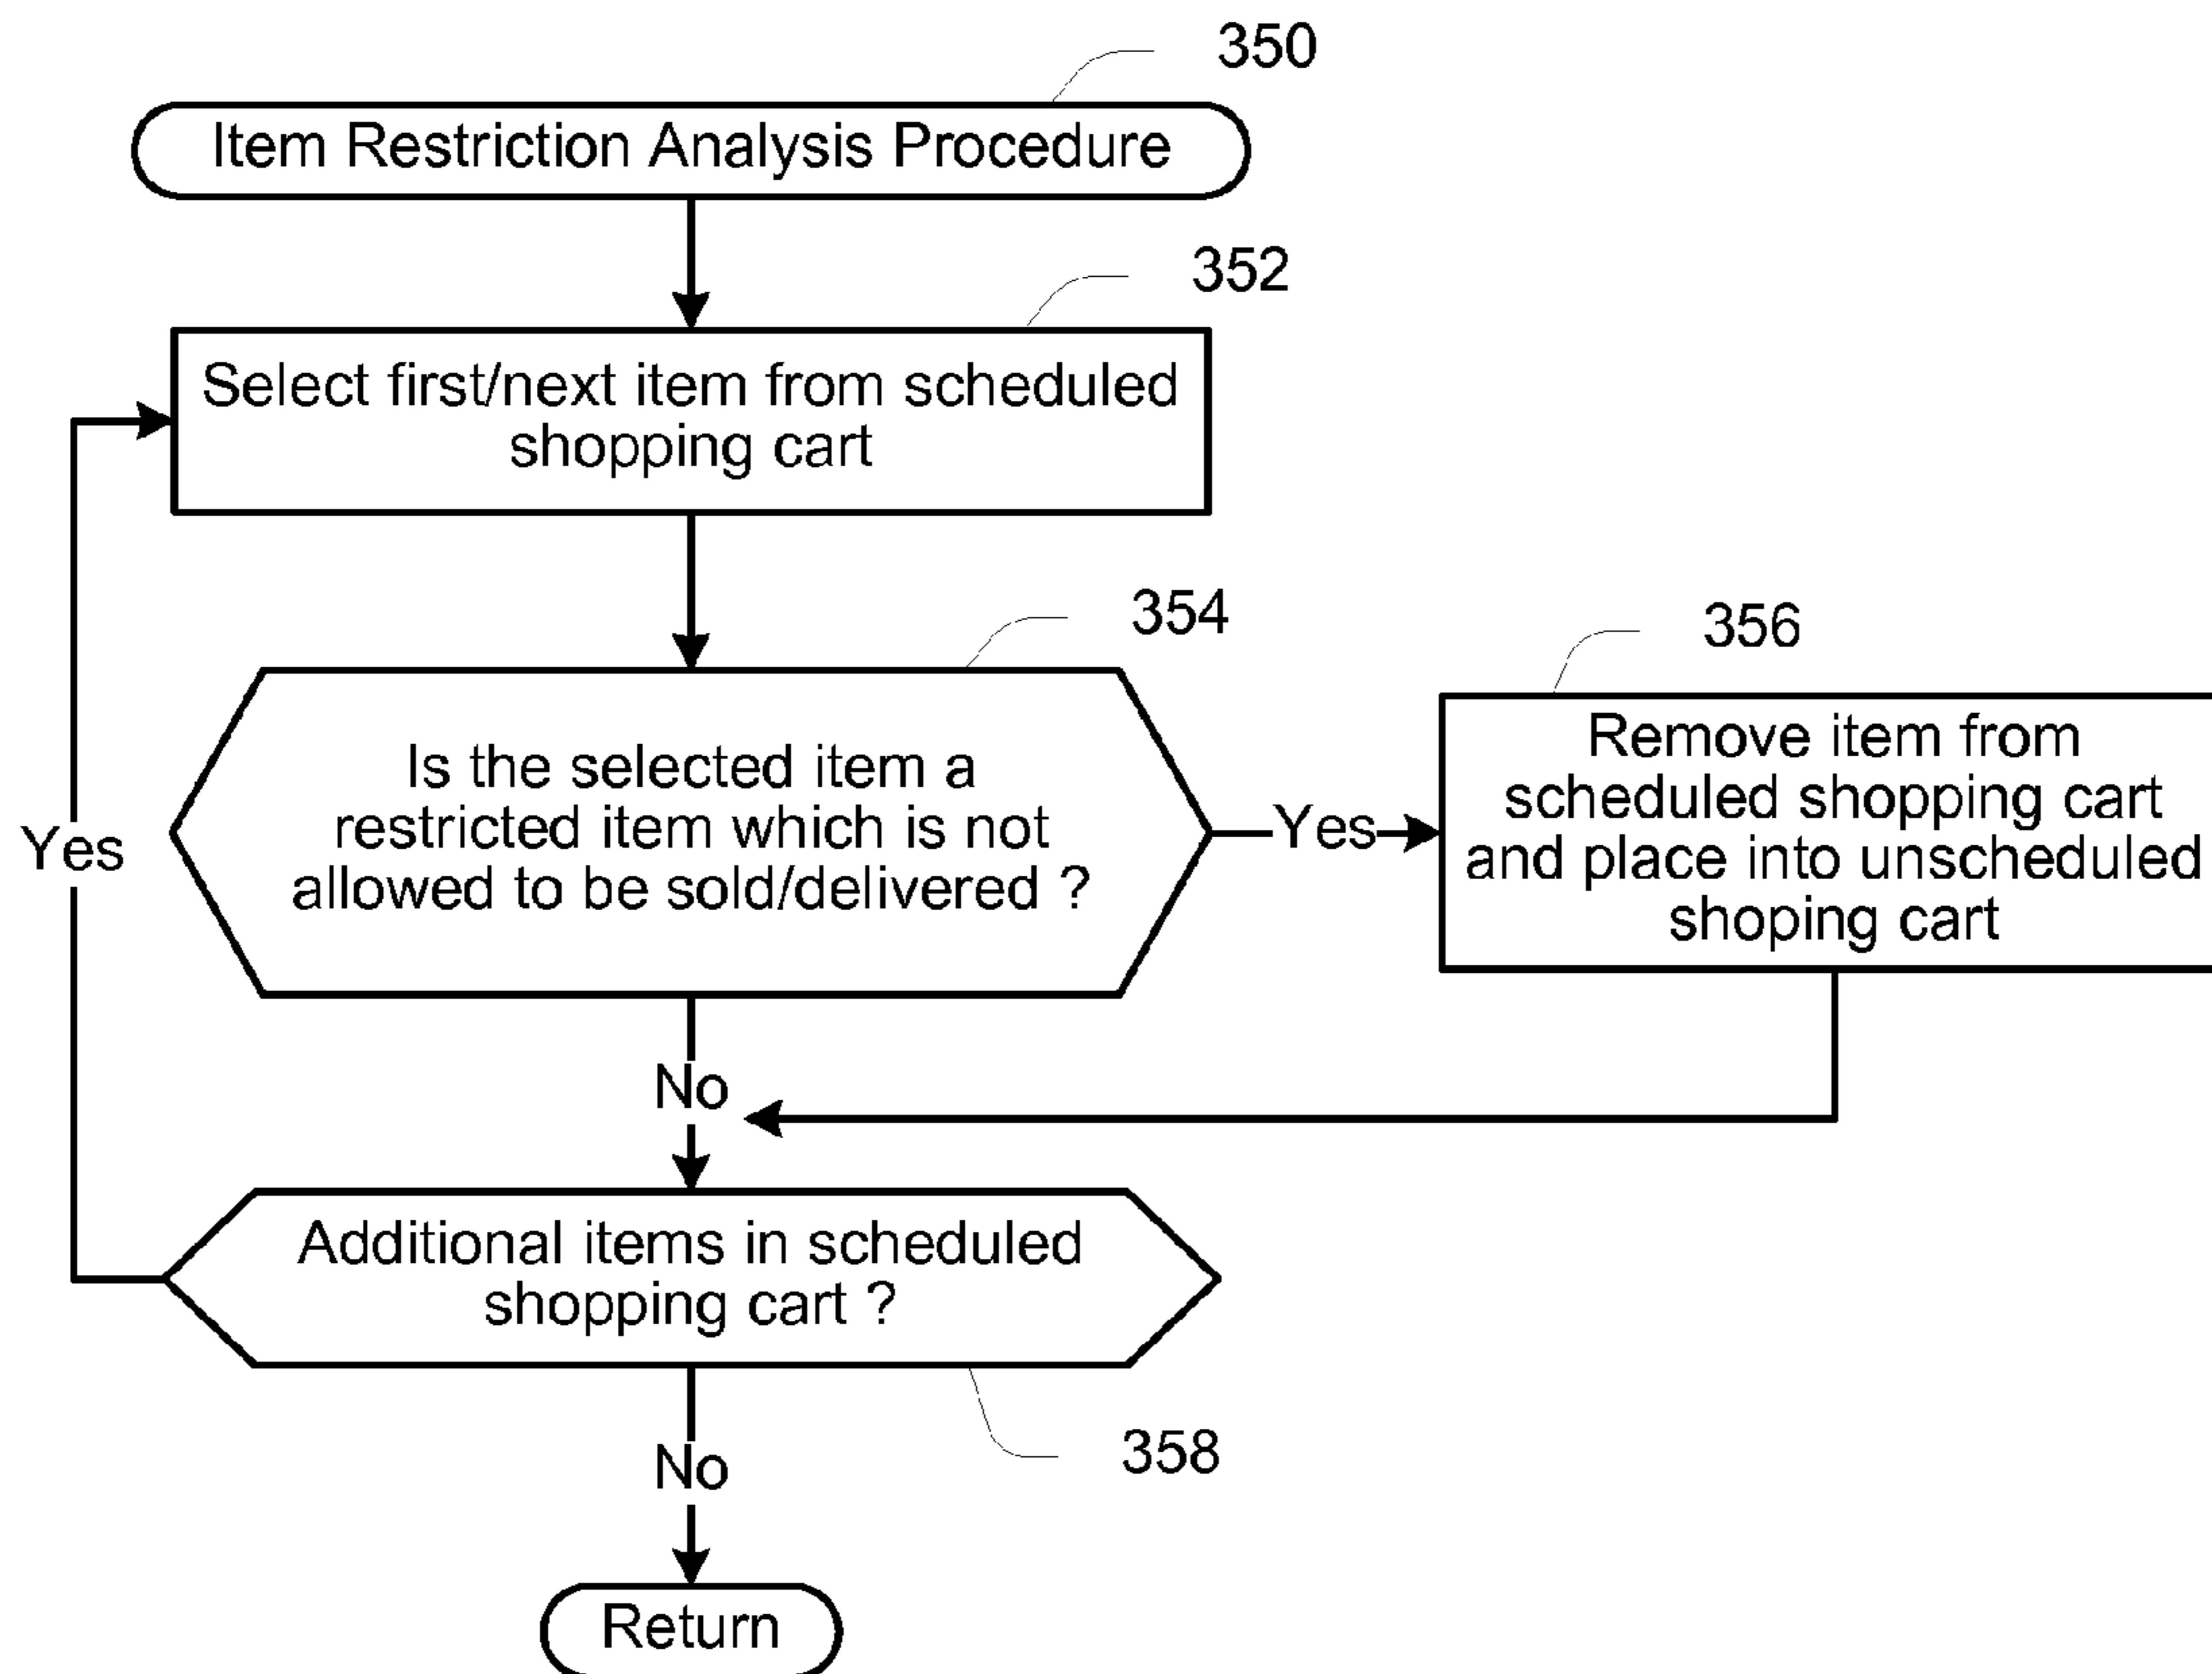 350
Item Restriction Analysis Procedure
352
Select first/next item from scheduled
shopping cart
354
Is the selected item a
restricted item which is not
allowed to be sold/delivered ?
Yes
356
Remove item from
scheduled shopping cart
and place into unscheduled
shoping cart
Yes
No
Additional items in scheduled
shopping cart ?
358
No
Return